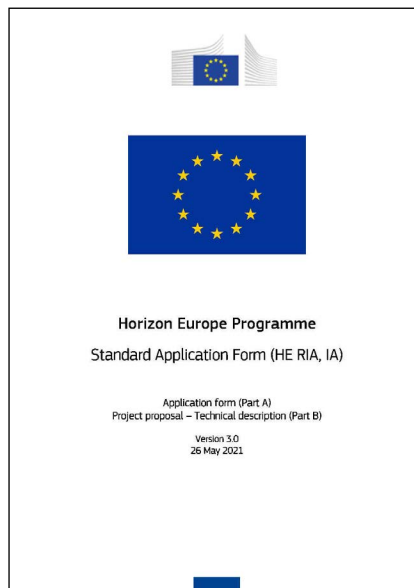 Horizon Europe Programme
Standard Application Form (HE RIA, IA)
Application form (Part A)
Project proposal – Technical description (Part B)
Version 3.0
26 May 2021